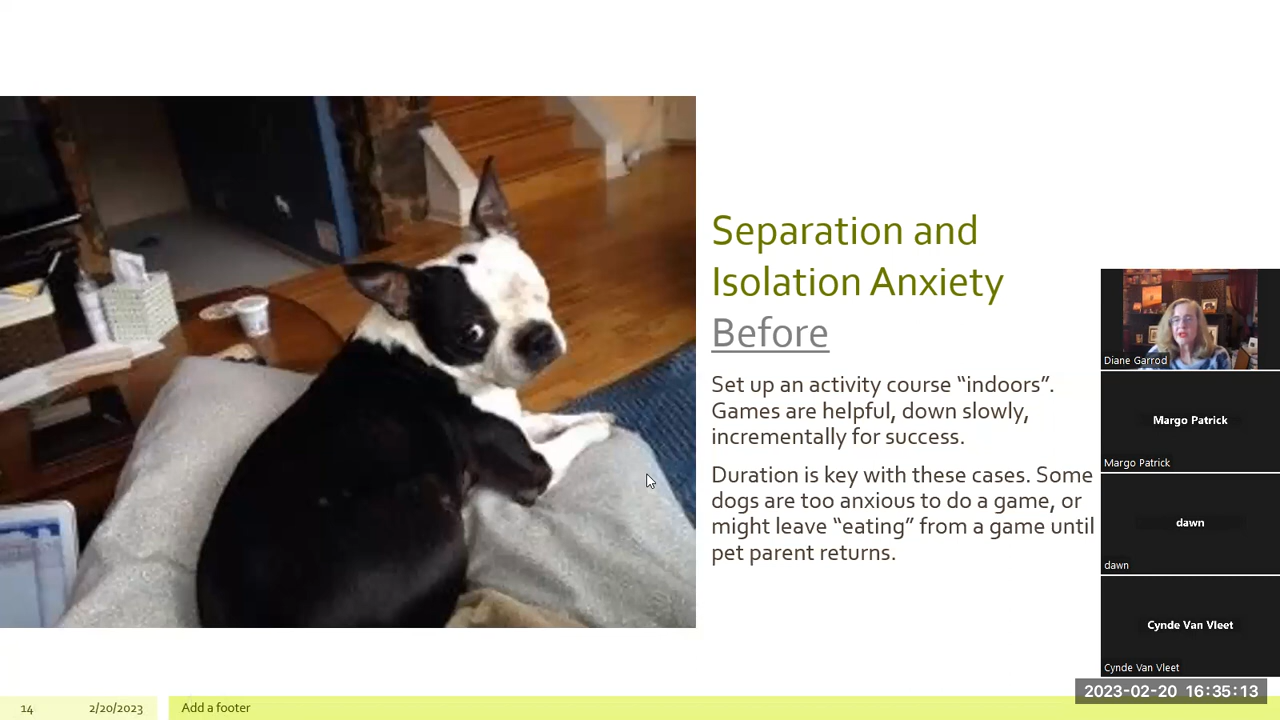 Separation and
Isolation Anxiety
Before
Set up an activity course “indoors”.
Games are helpful, down slowly,
incrementally for success.
Duration is key with these cases. Some
dogs are too anxious to do a game, or
might leave “eating” from a game until
pet parent returns.
Diane Garrod
Margo Patrick
Margo Patrick
dawn
dawn
Cynde Van Vleet
Cynde Van Vleet
2023-02-20 16:35:13
14
2/20/2023
Add a footer